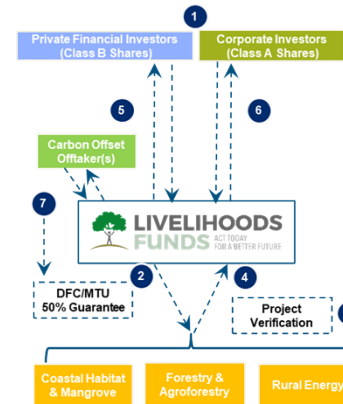 1
Private Financial Investors
(Class B Shares)
Corporate Investors
(Class A Shares)
5
6
Carbon Offset
Offtaker(s)
7
LIVELIHOODS
FUNDS
ACT TODAY
FOR A BETTER FUTURE
DFC/MTU
50% Guarantee
2
4
Project
Verification
Coastal Habitat
& Mangrove
Forestry &
Agroforestry
Rural Energy